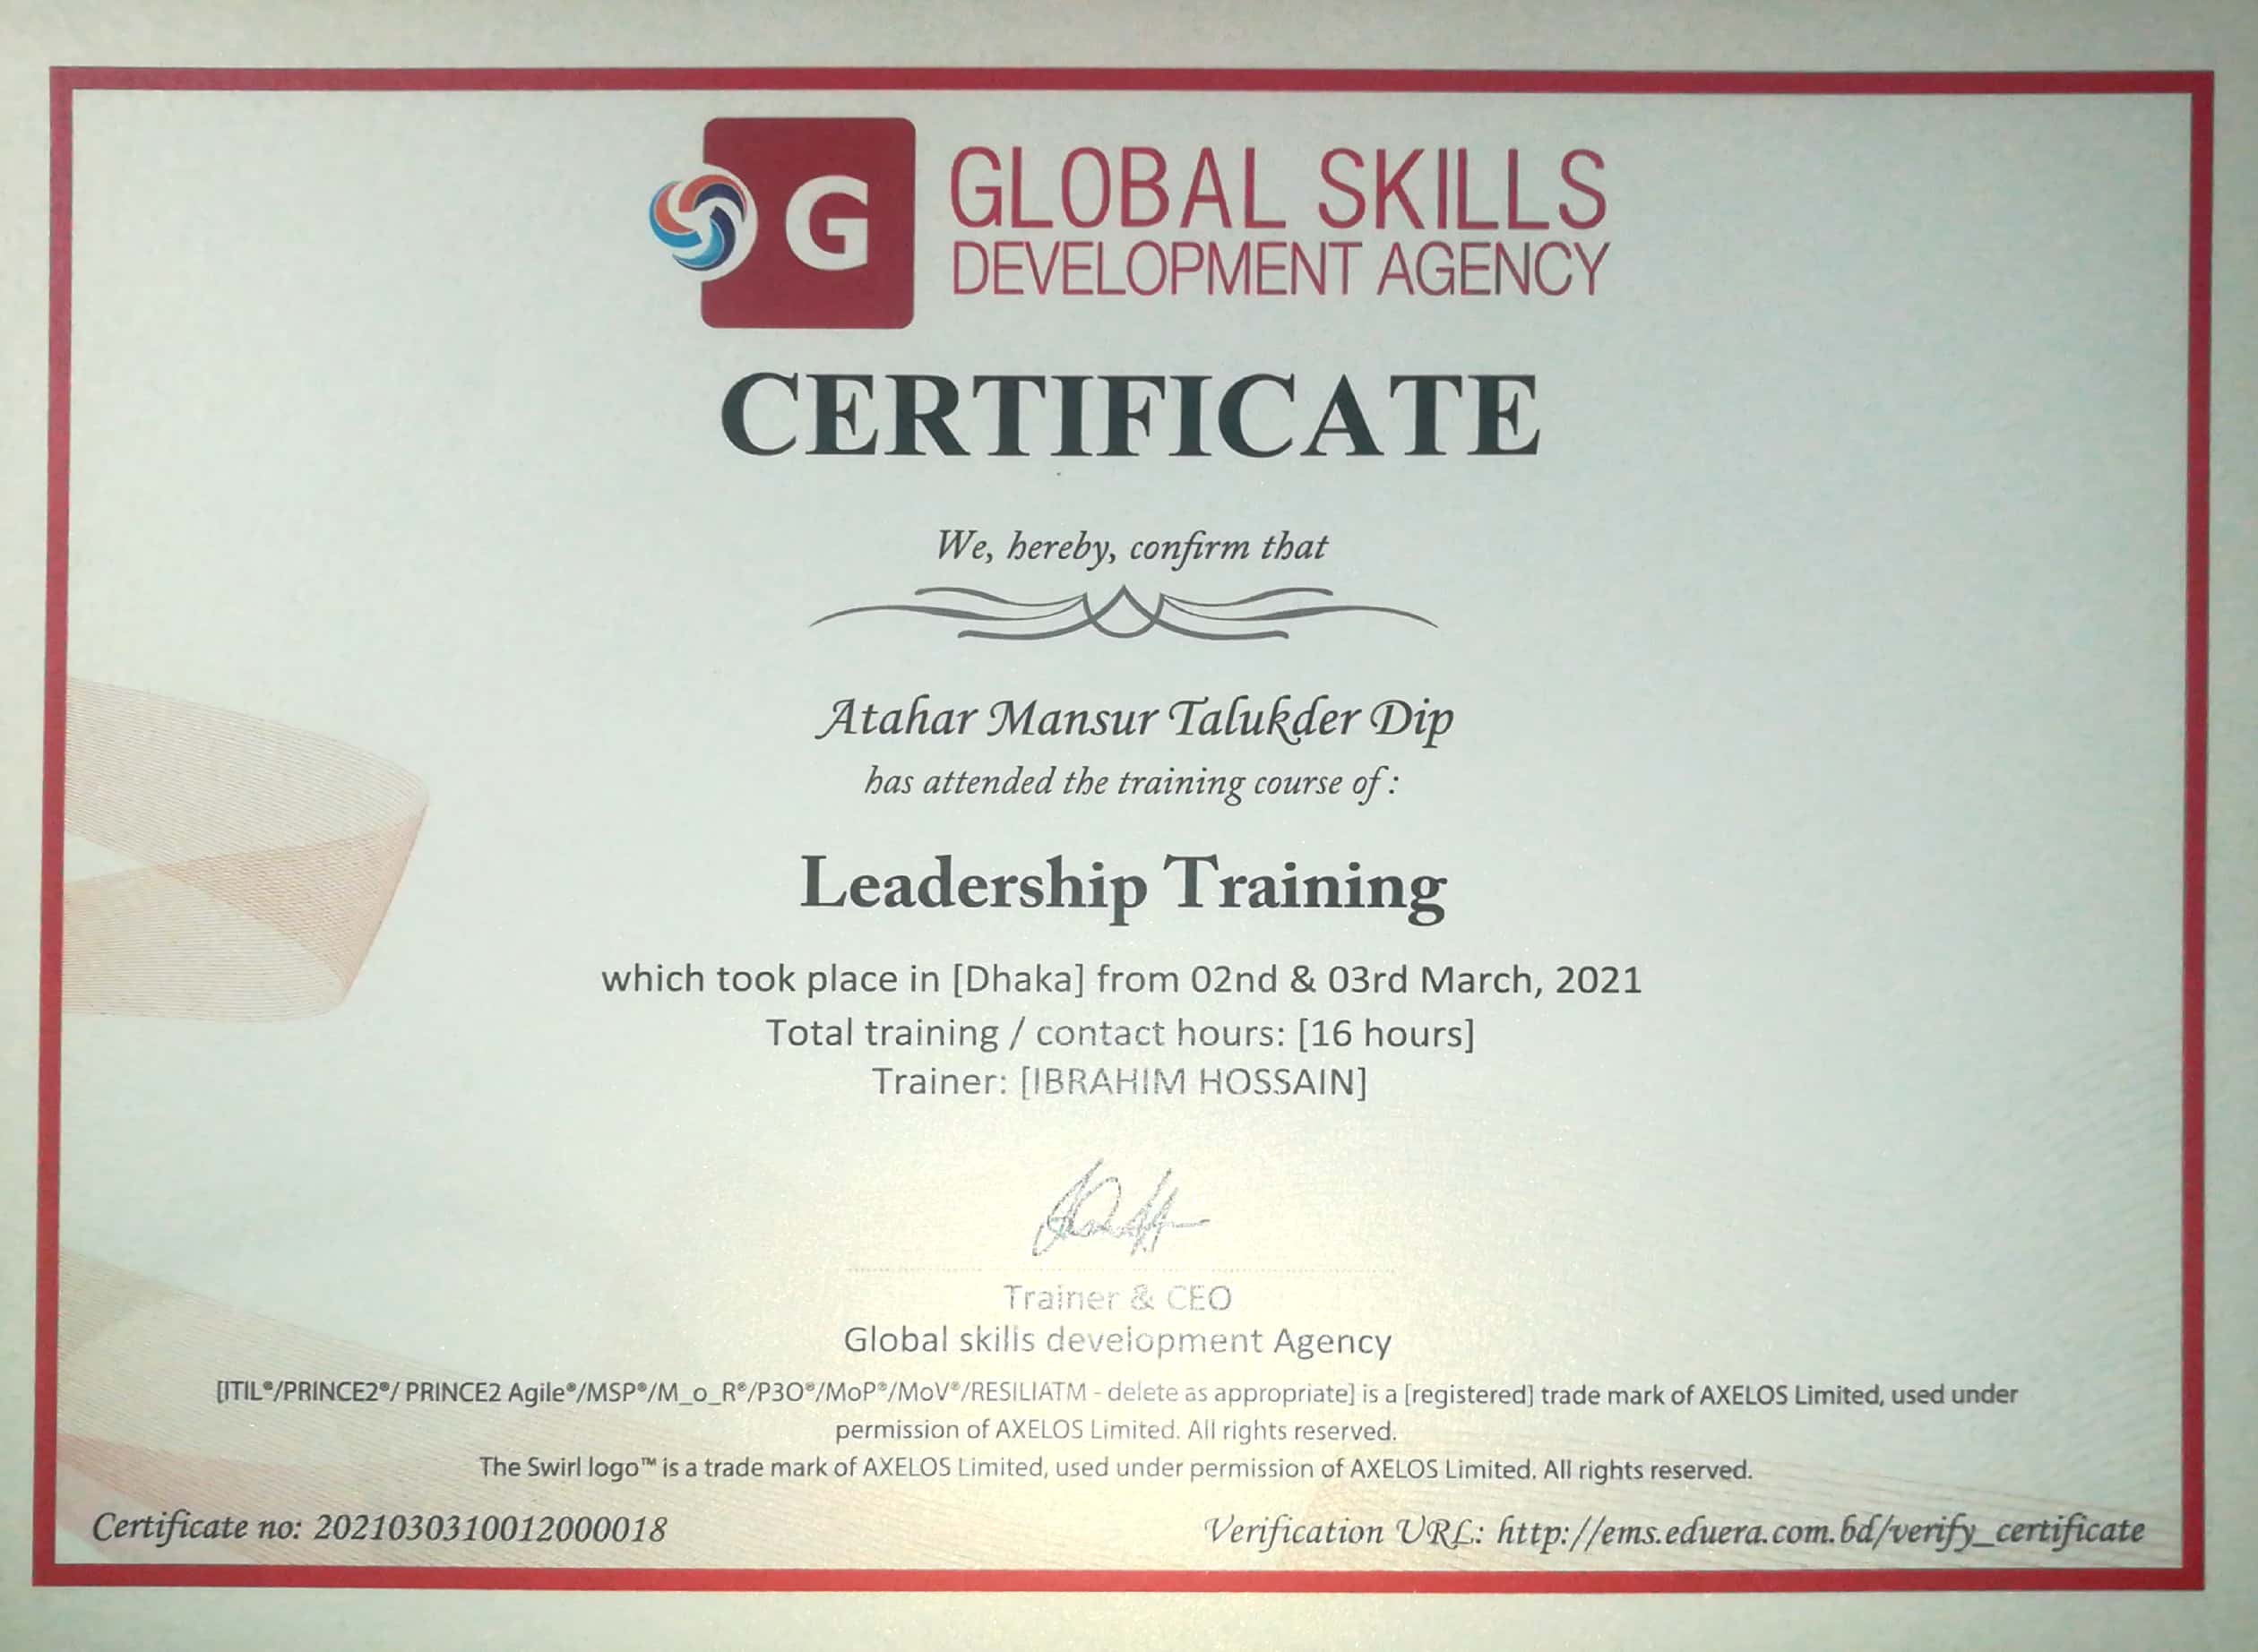 G
GLOBAL SKILLS
DEVELOPMENT AGENCY
CERTIFICATE
We, hereby, confirm that
Atahar Mansur Talukder Dip
has attended the training course of :
Leadership Training
which took place in [Dhaka] from 02nd & 03rd March, 2021
Total training / contact hours: [16 hours]
Trainer: [IBRAHIM HOSSAIN]
Trainer & CEO
Global skills development Agency
[ITIL®/PRINCE2®/ PRINCE2 Agile®/MSP®/M_o_R®/P3O®/MoP®/MoV®/RESILIATM - delete as appropriate] is a [registered] trade mark of AXELOS Limited, used under
permission of AXELOS Limited. All rights reserved.
The Swirl logo™ is a trade mark of AXELOS Limited, used under permission of AXELOS Limited. All rights reserved.
Certificate no: 2021030310012000018
Verification URL: http://ems.eduera.com.bd/verify_certificate